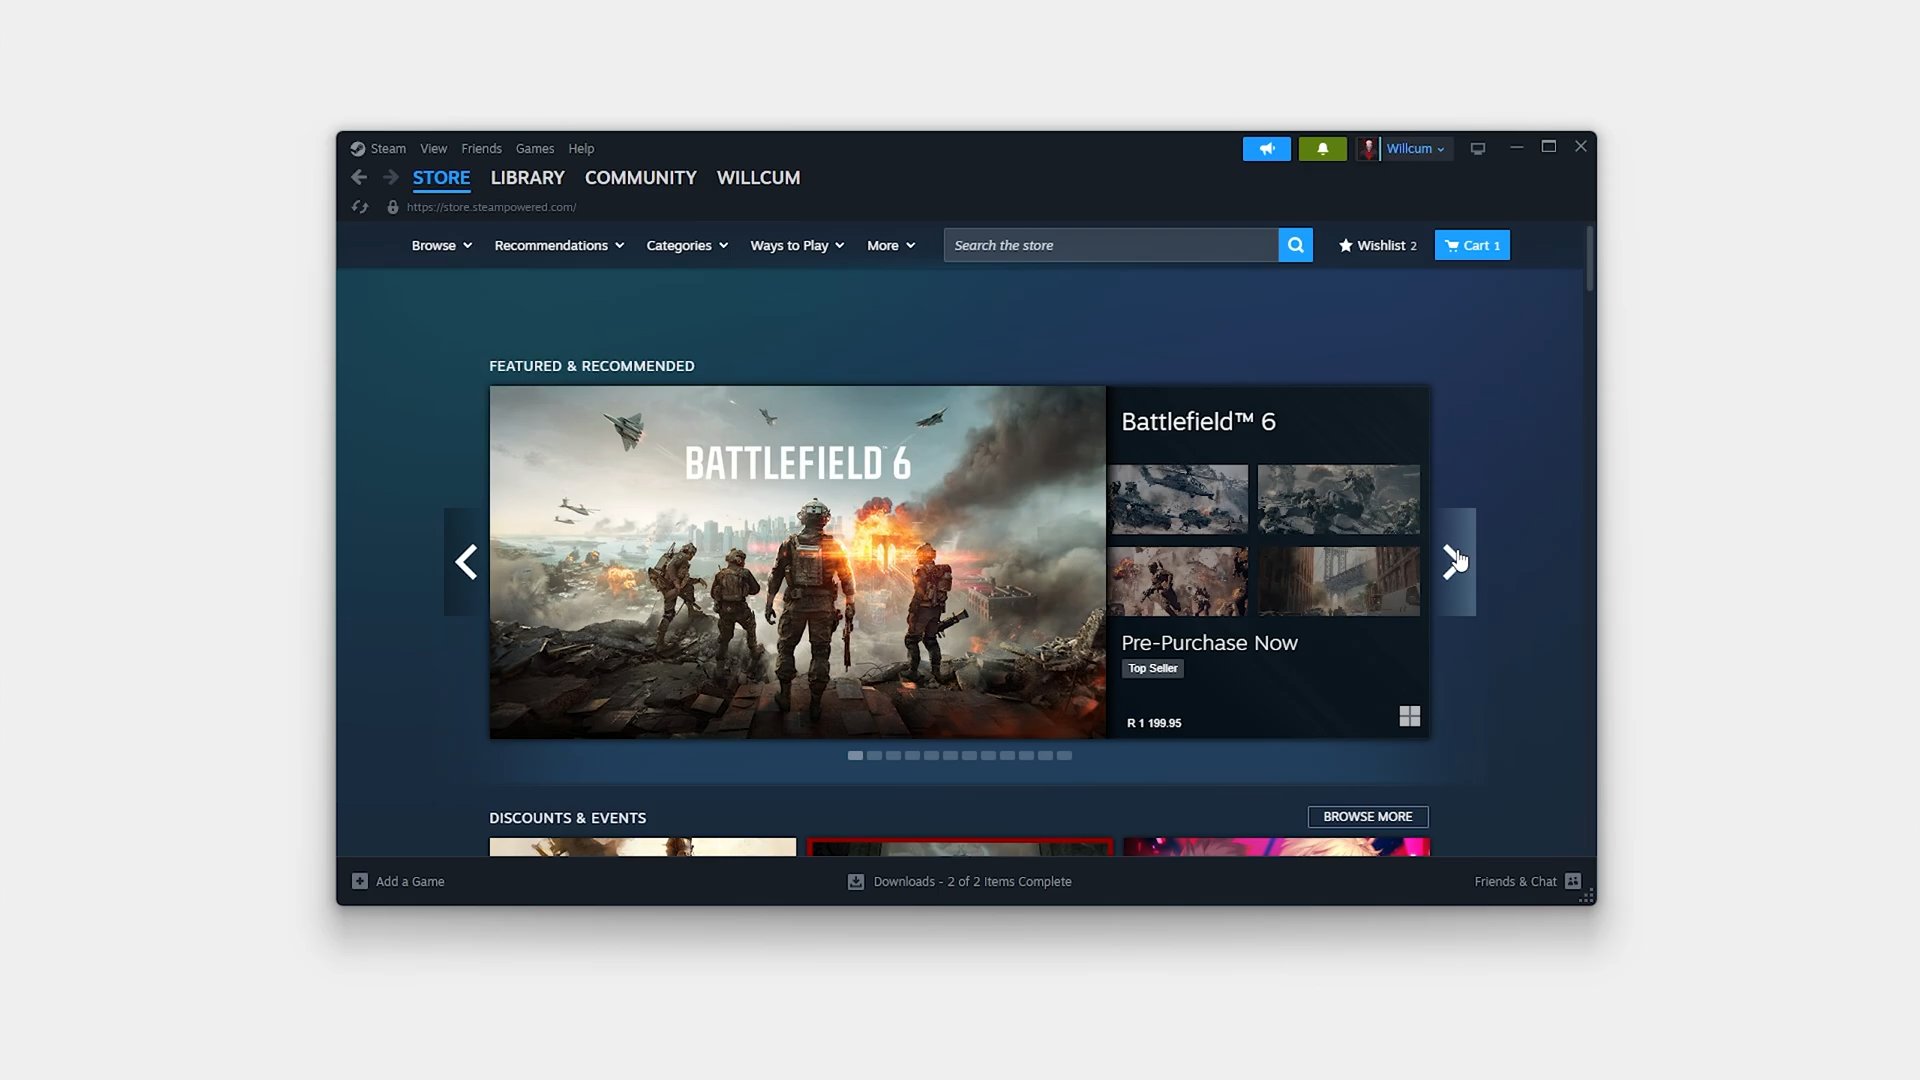 Steam View Friends Games Help
Willcum
STORE LIBRARY COMMUNITY WILLCUM
https://store.steampowered.com/
Browse Recommendations Categories Ways to Play More
Search the store
Wishlist 2
Cart 1
FEATURED & RECOMMENDED
BATTLEFIELD™ 6
Battlefield™ 6
Pre-Purchase Now
Top Seller
R 1 199.95
DISCOUNTS & EVENTS
BROWSE MORE
Add a Game
Downloads - 2 of 2 Items Complete
Friends & Chat